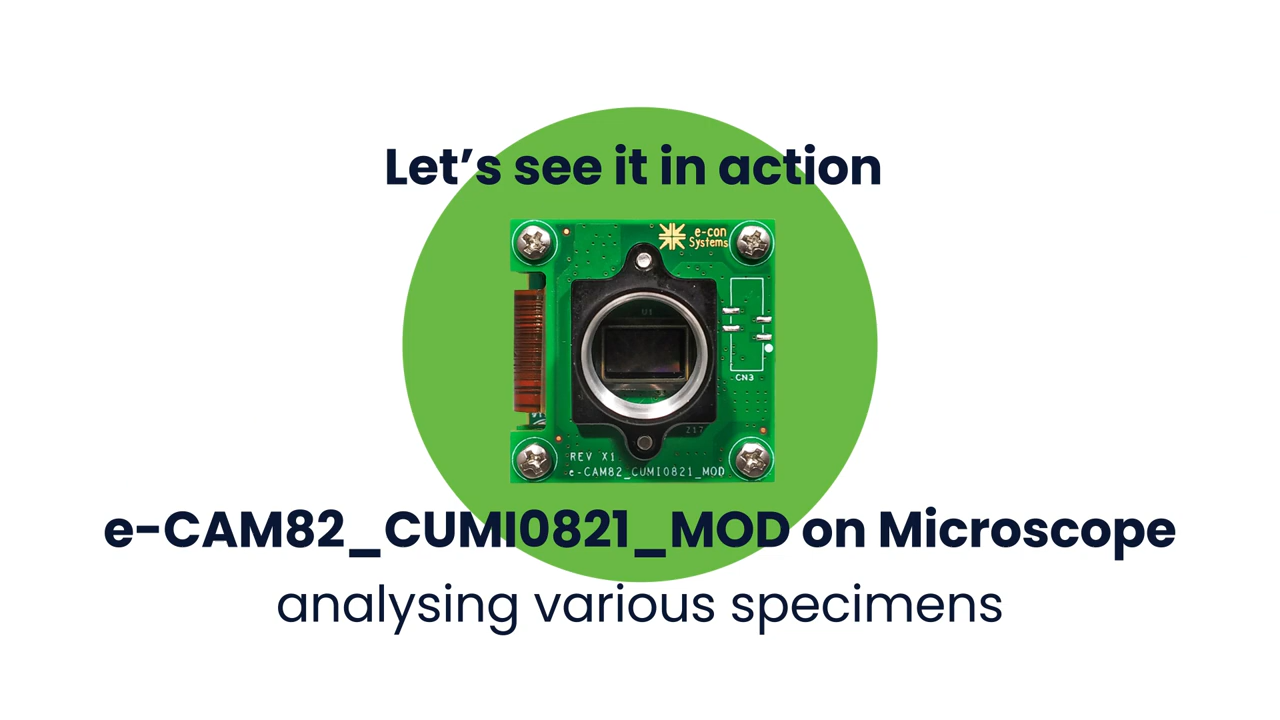 Let’s see it in action
e-con
Systems
CN3
REV X1
e-CAM82_CUMI0821_MOD
e-CAM82_CUMI0821_MOD on Microscope
analysing various specimens